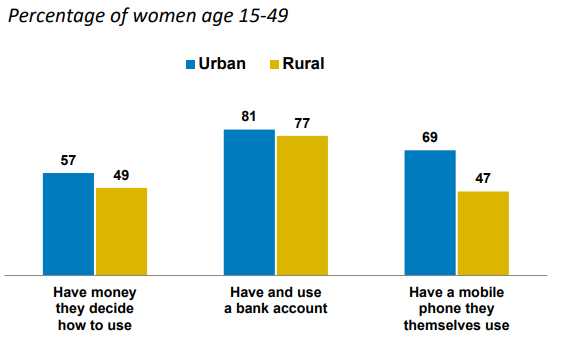 Percentage of women age 15-49
Urban Rural
57
49
81
77
69
47
Have money
they decide
how to use
Have and use
a bank account
Have a mobile
phone they
themselves use